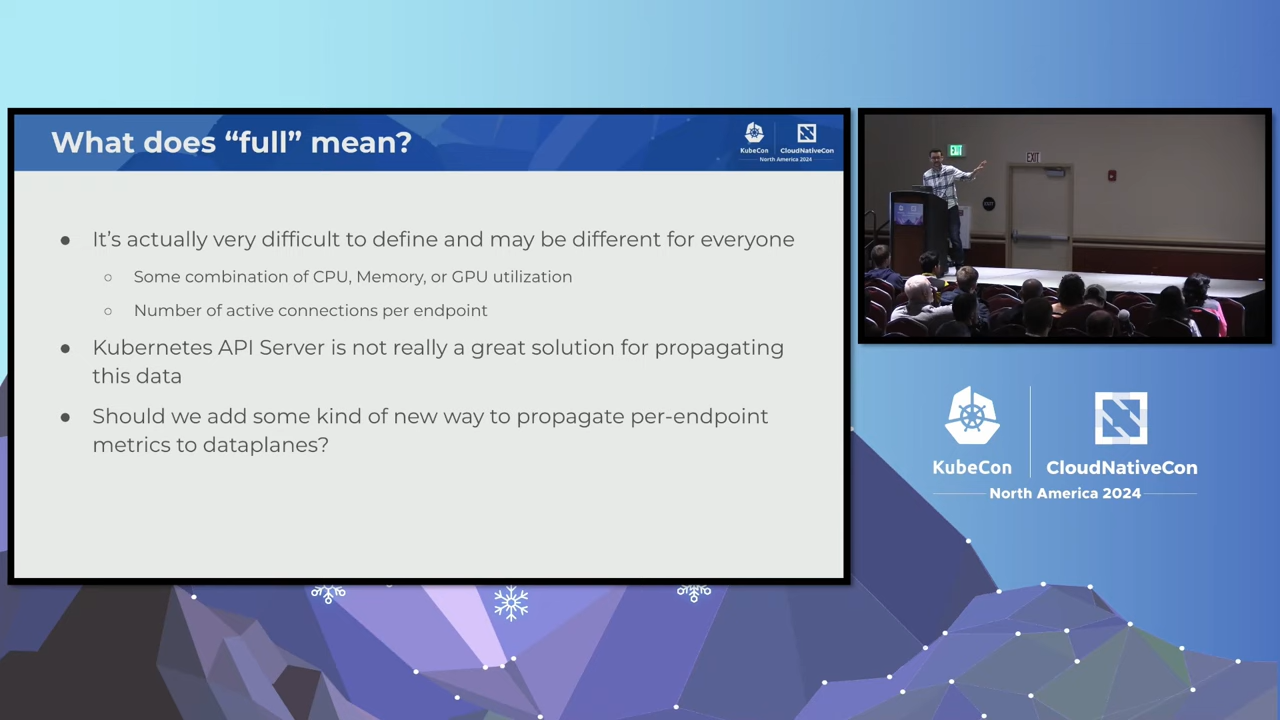 What does “full” mean?
KubeCon
CloudNativeCon
North America 2024
● It’s actually very difficult to define and may be different for everyone
○ Some combination of CPU, Memory, or GPU utilization
○ Number of active connections per endpoint
● Kubernetes API Server is not really a great solution for propagating
this data
● Should we add some kind of new way to propagate per-endpoint
metrics to dataplanes?
EXIT
EXIT
KubeCon
CloudNativeCon
North America 2024